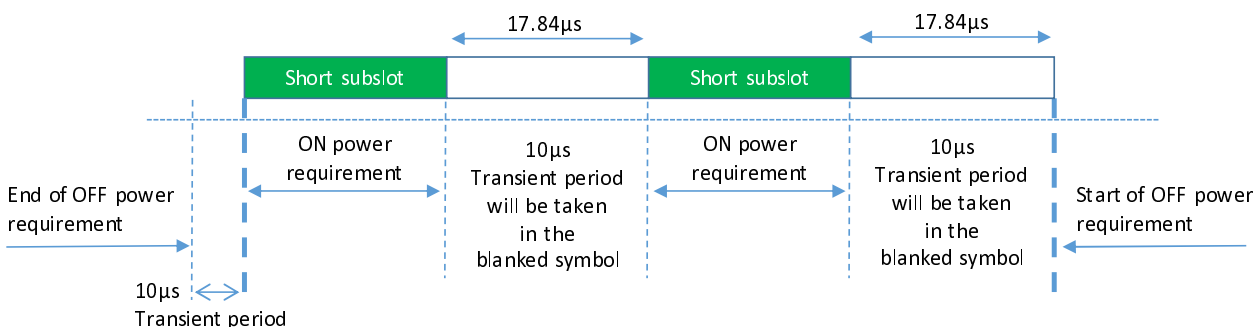 17.84µs
17.84µs
Short subslot
Short subslot
ON power
requirement
10µs
Transient period
will be taken
in the
blanked symbol
ON power
requirement
10µs
Transient period
will be taken
in the
blanked symbol
End of OFF power
requirement
Start of OFF power
requirement
10µs
Transient period